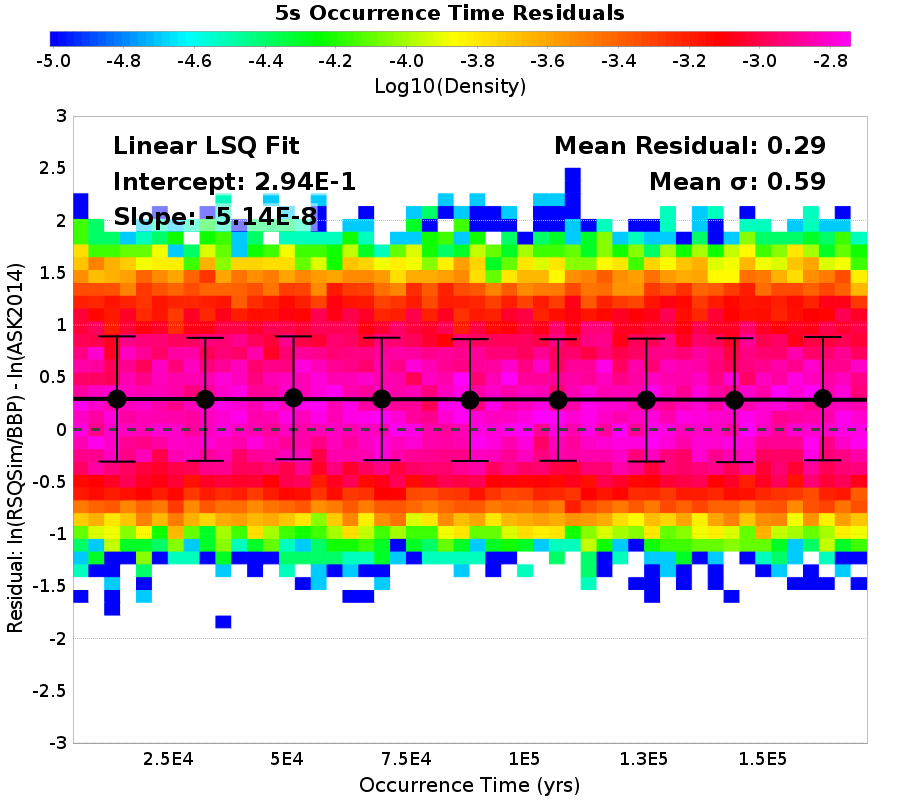 5s Occurrence Time Residuals
-5.0 -4.8 -4.6 -4.4 -4.2 -4.0 -3.8 -3.6 -3.4 -3.2 -3.0 -2.8
Log10(Density)
Linear LSQ Fit
Intercept: 2.94E-1
Slope: -5.14E-8
Mean Residual: 0.29
Mean σ: 0.59
Residual: ln(RSQSim/BBP) - ln(ASK2014)
3
2.5
2
1.5
1
0.5
0
-0.5
-1
-1.5
-2
-2.5
-3
2.5E4 5E4 7.5E4 1E5 1.3E5 1.5E5
Occurrence Time (yrs)